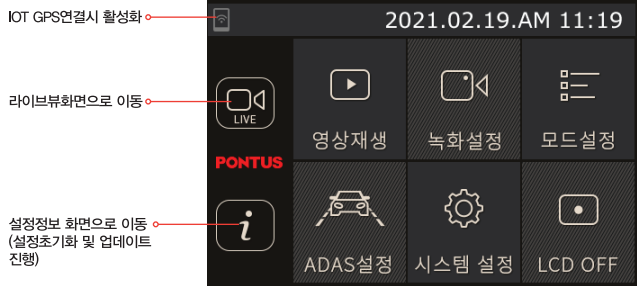 IOT GPS연결시 활성화
2021.02.19.AM 11:19
라이브뷰화면으로 이동
LIVE
영상재생
녹화설정
모드설정
PONTUS
설정정보 화면으로 이동
(설정초기화 및 업데이트
진행)
i
ADAS설정
시스템 설정
LCD OFF